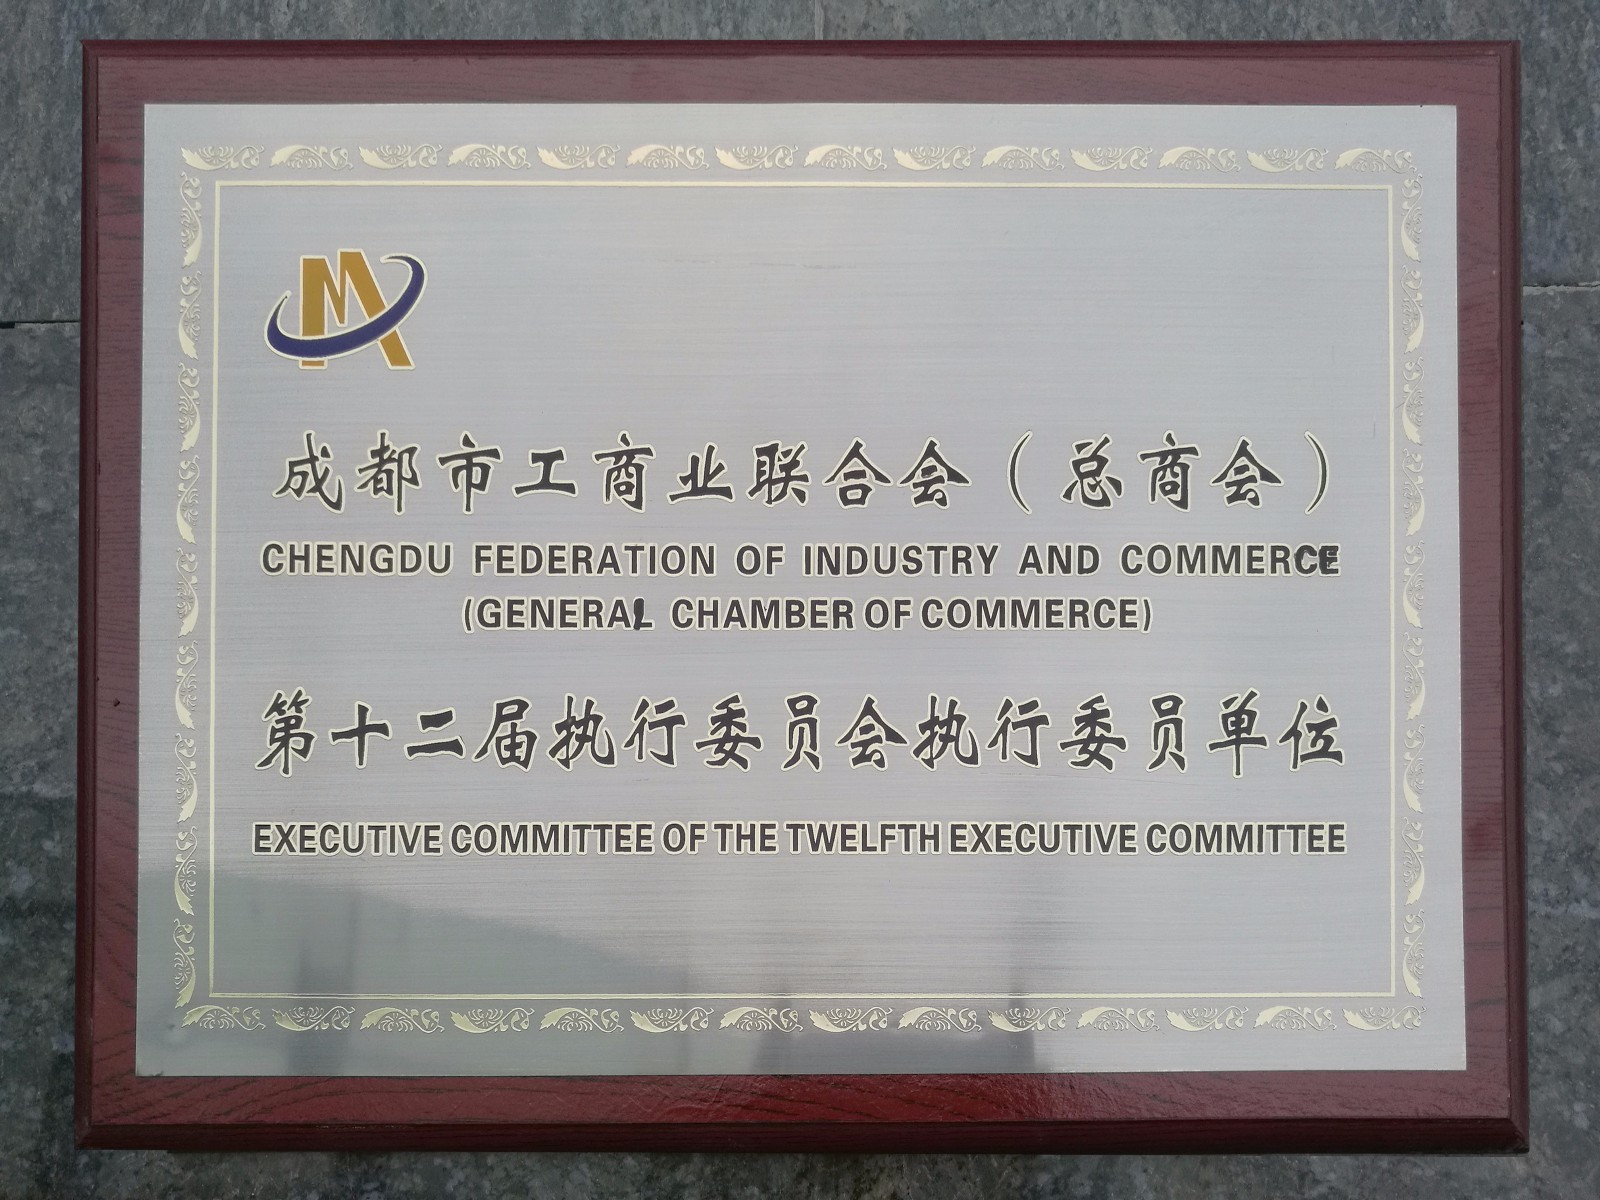 成都市工商业联合会（总商会）
CHENGDU FEDERATION OF INDUSTRY AND COMMERCE
(GENERAL CHAMBER OF COMMERCE)
第十二届执行委员会执行委员单位
EXECUTIVE COMMITTEE OF THE TWELFTH EXECUTIVE COMMITTEE